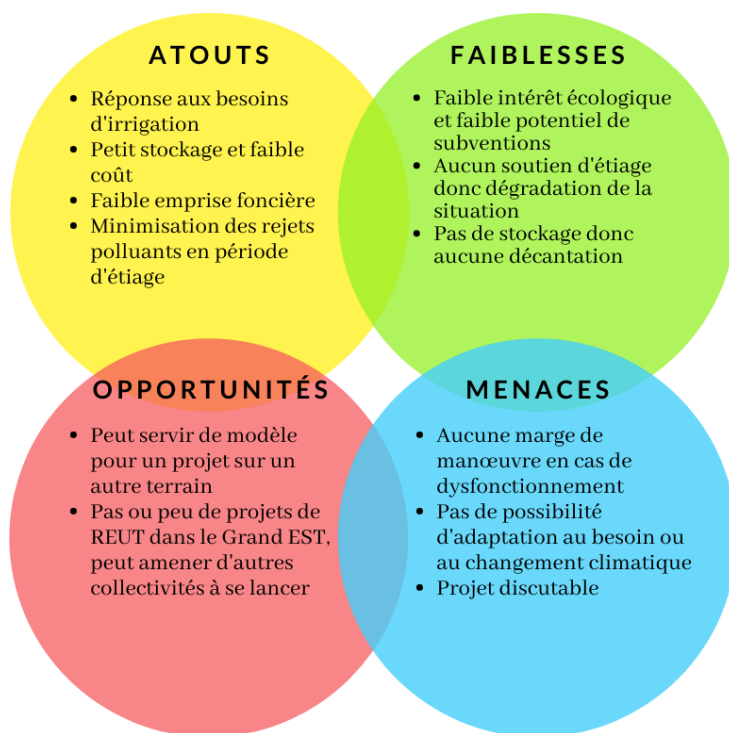 ATOUTS
• Réponse aux besoins
d'irrigation
• Petit stockage et faible
coût
• Faible emprise foncière
• Minimisation des rejets
polluants en période
d'étiage
FAIBLESSES
• Faible intérêt écologique
et faible potentiel de
subventions
• Aucun soutien d'étiage
donc dégradation de la
situation
• Pas de stockage donc
aucune décantation
OPPORTUNITÉS
• Peut servir de modèle
pour un projet sur un
autre terrain
• Pas ou peu de projets de
REUT dans le Grand EST,
peut amener d'autres
collectivités à se lancer
MENACES
• Aucune marge de
manœuvre en cas de
dysfonctionnement
• Pas de possibilité
d'adaptation au besoin ou
au changement climatique
• Projet discutable